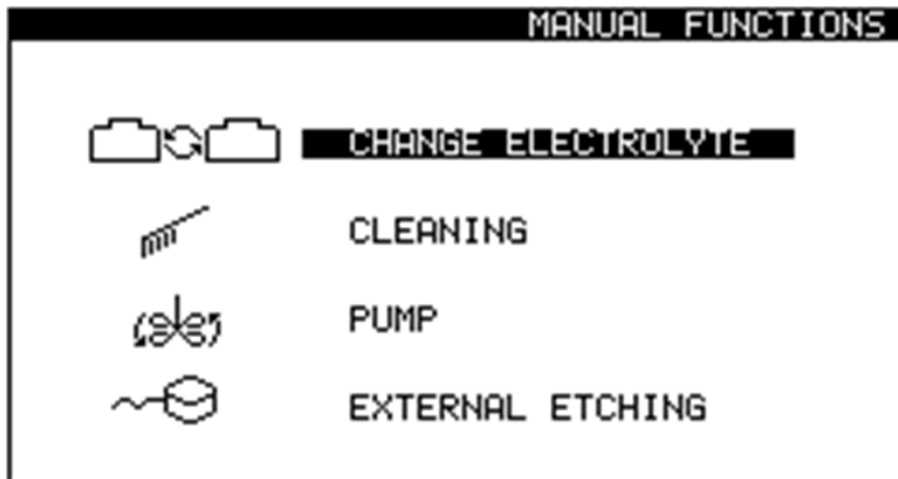 MANUAL FUNCTIONS
CHANGE ELECTROLYTE
CLEANING
PUMP
EXTERNAL ETCHING